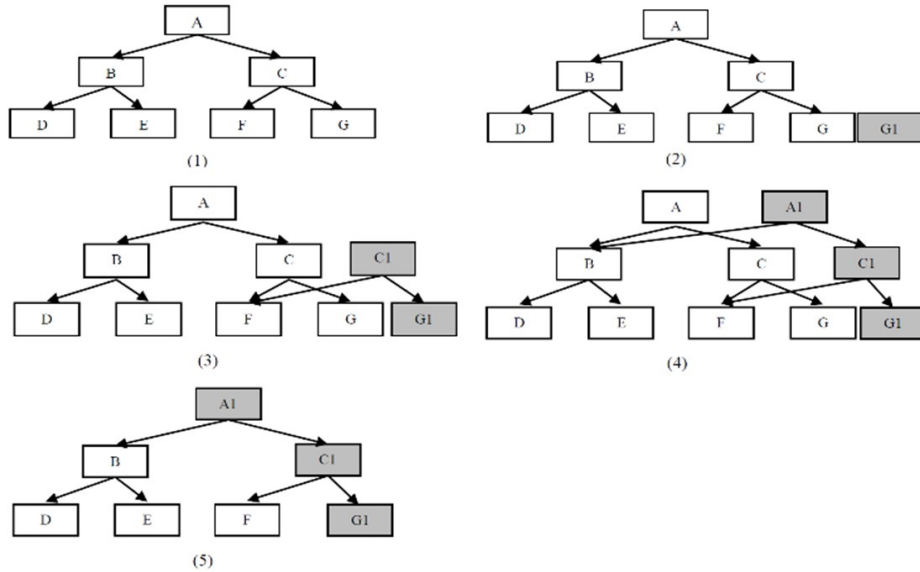 A
B C
D E F G
(1)
A
B C
D E F G G1
(2)
A
B C C1
D E F G G1
(3)
A A1
B C C1
D E F G G1
(4)
A1
B C1
D E F G1
(5)